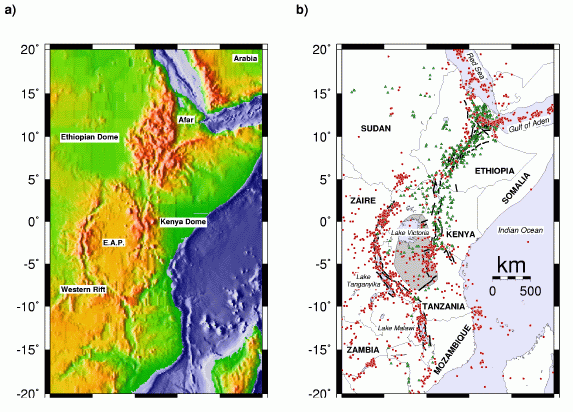 a)
20°
15°
10°
5°
0°
-5°
-10°
-15°
-20°
Arabia
Afar
Ethiopian Dome
Kenya Dome
E.A.P.
Western Rift
b)
20°
15°
10°
5°
0°
-5°
-10°
-15°
-20°
Red Sea
Gulf of Aden
SUDAN
ETHIOPIA
SOMALIA
ZAIRE
Lake Victoria
KENYA
Indian Ocean
km
0 500
Lake
Tanganyika
TANZANIA
Lake Malawi
ZAMBIA
MOZAMBIQUE